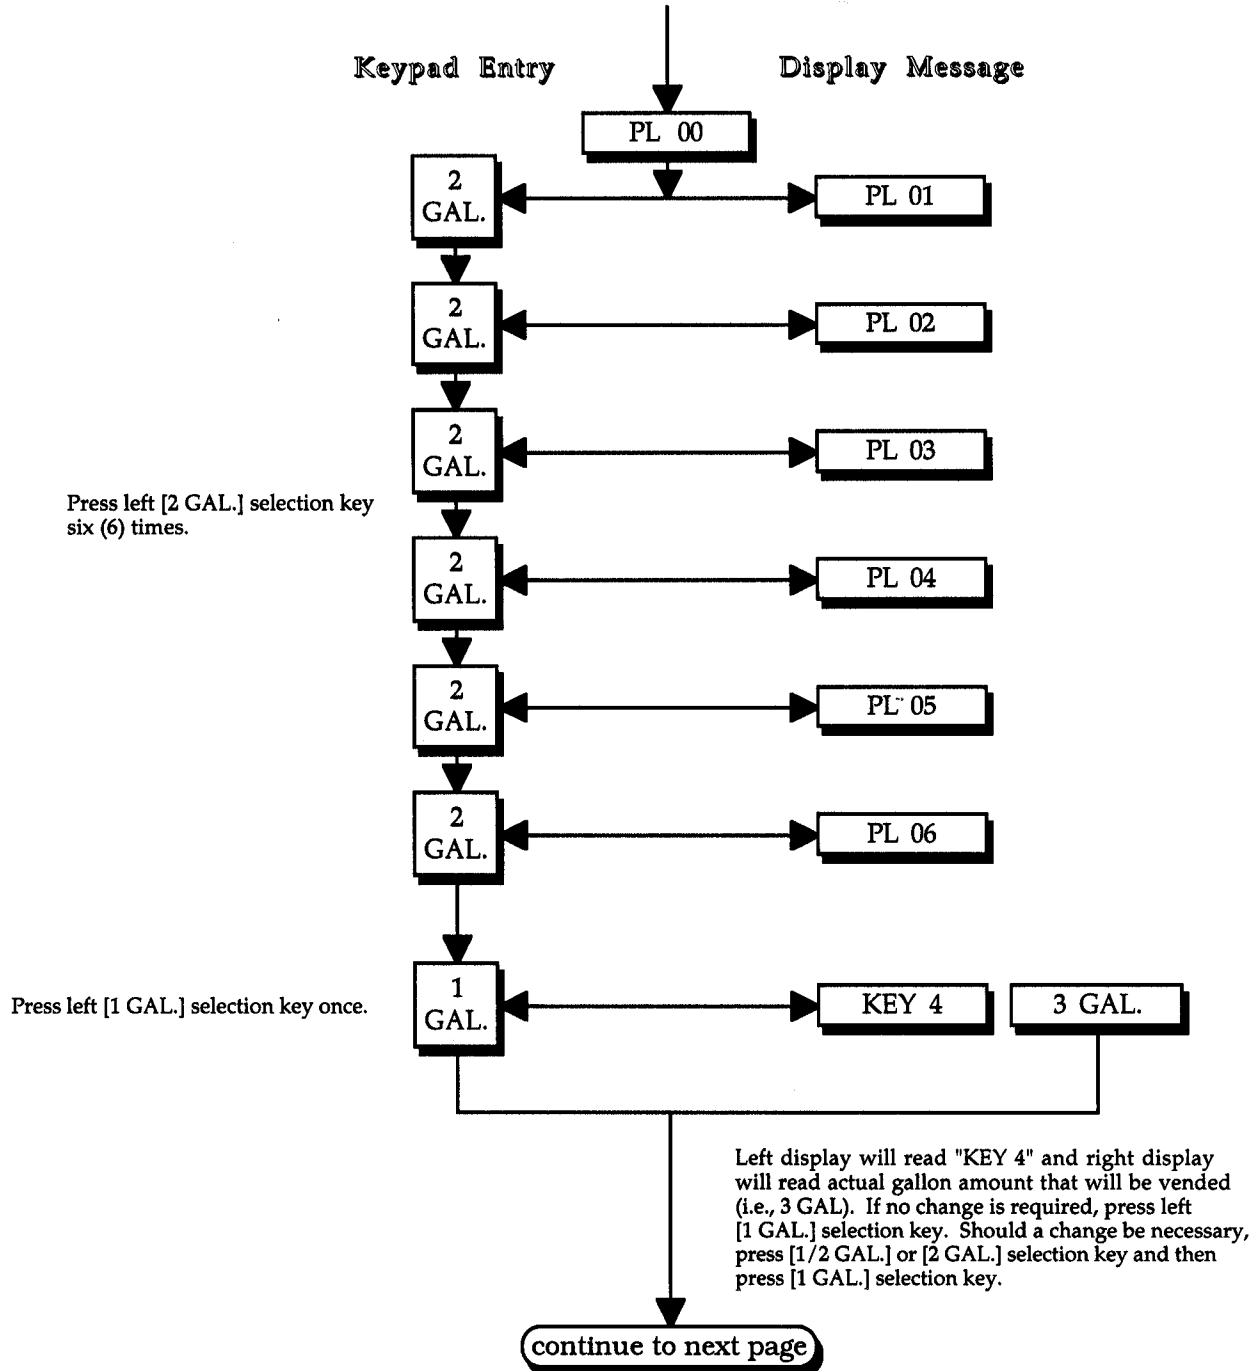 Keypad Entry
Display Message
PL 00
2
GAL.
PL 01
2
GAL.
PL 02
2
GAL.
PL 03
Press left [2 GAL.] selection key
six (6) times.
2
GAL.
PL 04
2
GAL.
PL 05
2
GAL.
PL 06
Press left [1 GAL.] selection key once.
1
GAL.
KEY 4
3 GAL.
Left display will read "KEY 4" and right display
will read actual gallon amount that will be vended
(i.e., 3 GAL). If no change is required, press left
[1 GAL.] selection key. Should a change be necessary,
press [1/2 GAL.] or [2 GAL.] selection key and then
press [1 GAL.] selection key.
continue to next page